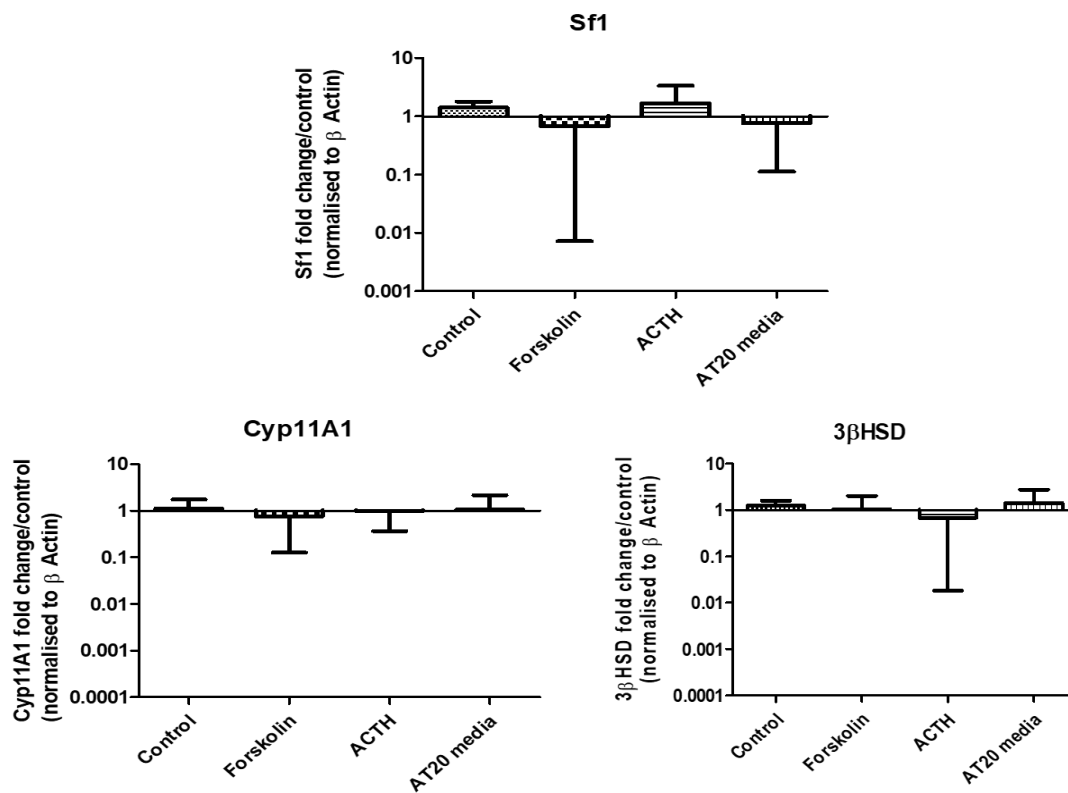 Sf1
Sf1 fold change/control
(normalised to β Actin)
10
1
0.1
0.01
0.001
Control
Forskolin
ACTH
AT20 media
Cyp11A1
Cyp11A1 fold change/control
(normalised to β Actin)
10
1
0.1
0.01
0.001
0.0001
Control
Forskolin
ACTH
AT20 media
3βHSD
3βHSD fold change/control
(normalised to β Actin)
10
1
0.1
0.01
0.001
0.0001
Control
Forskolin
ACTH
AT20 media